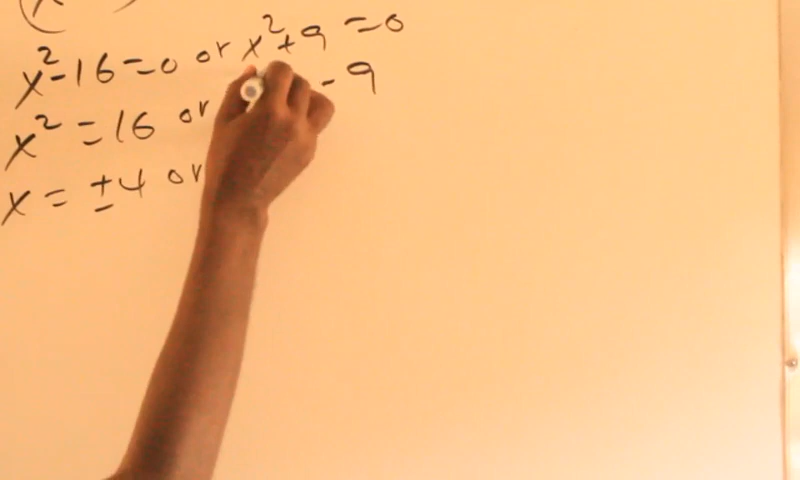 x²-16=0 or x²+9=0
x²=16 or -9
x=±4 or